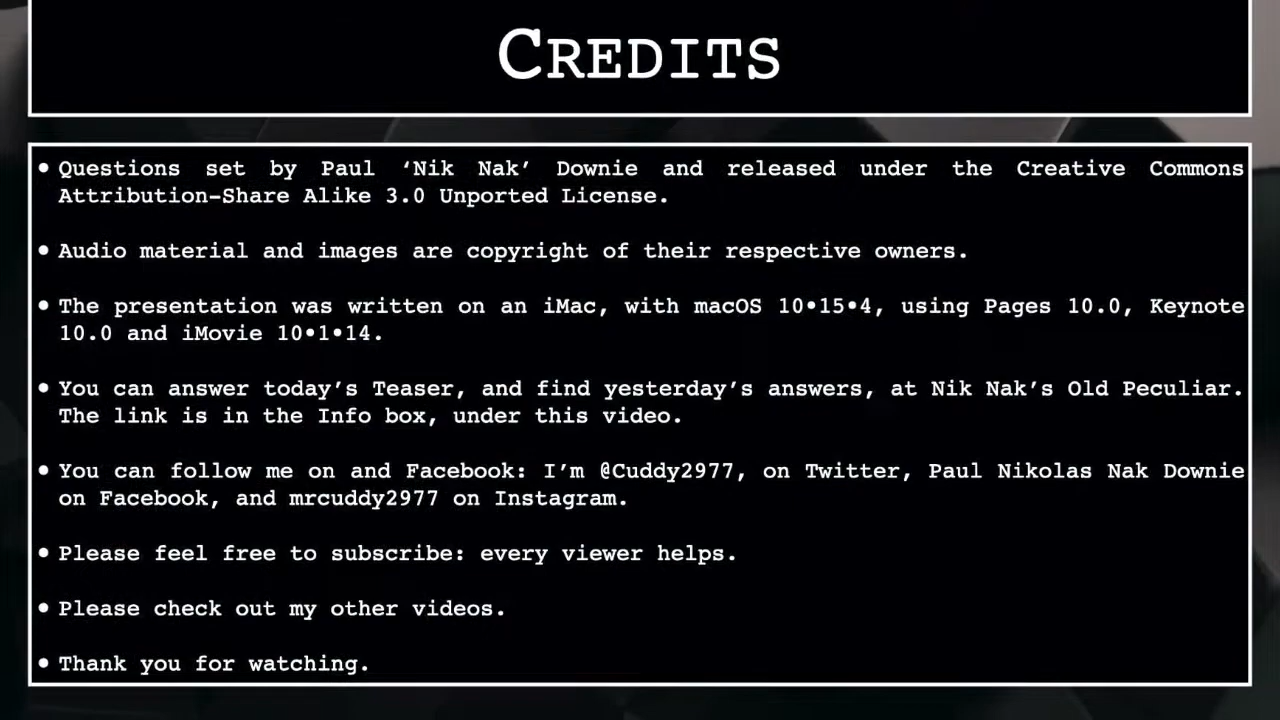 CREDITS
• Questions set by Paul ‘Nik Nak’ Downie and released under the Creative Commons
Attribution-Share Alike 3.0 Unported License.
• Audio material and images are copyright of their respective owners.
• The presentation was written on an iMac, with macOS 10•15•4, using Pages 10.0, Keynote
10.0 and iMovie 10•1•14.
• You can answer today’s Teaser, and find yesterday’s answers, at Nik Nak’s Old Peculiar.
The link is in the Info box, under this video.
• You can follow me on and Facebook: I’m @Cuddy2977, on Twitter, Paul Nikolas Nak Downie
on Facebook, and mrcuddy2977 on Instagram.
• Please feel free to subscribe: every viewer helps.
• Please check out my other videos.
• Thank you for watching.